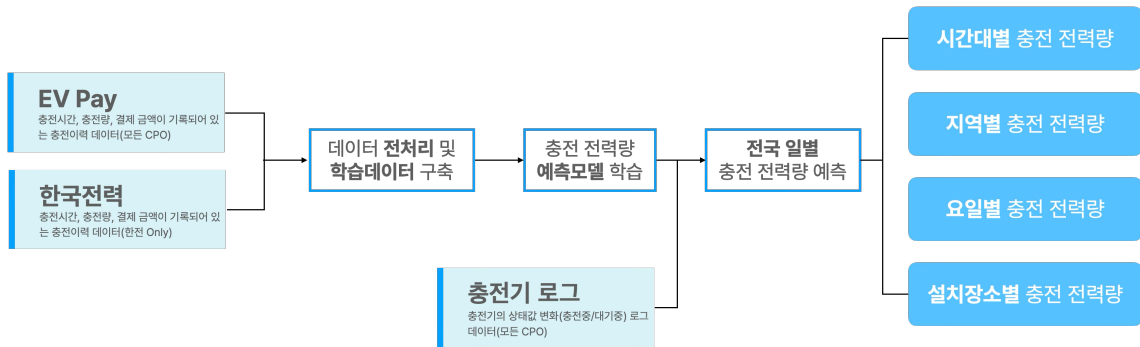 EV Pay
충전시간, 충전량, 결제 금액이 기록되어 있
는 충전이력 데이터(모든 CPO)
한국전력
충전시간, 충전량, 결제 금액이 기록되어 있
는 충전이력 데이터(한전 Only)
데이터 전처리 및
학습데이터 구축
충전 전력량
예측모델 학습
충전기 로그
충전기의 상태값 변화(충전중/대기중) 로그
데이터(모든 CPO)
전국 일별
충전 전력량 예측
시간대별 충전 전력량
지역별 충전 전력량
요일별 충전 전력량
설치장소별 충전 전력량